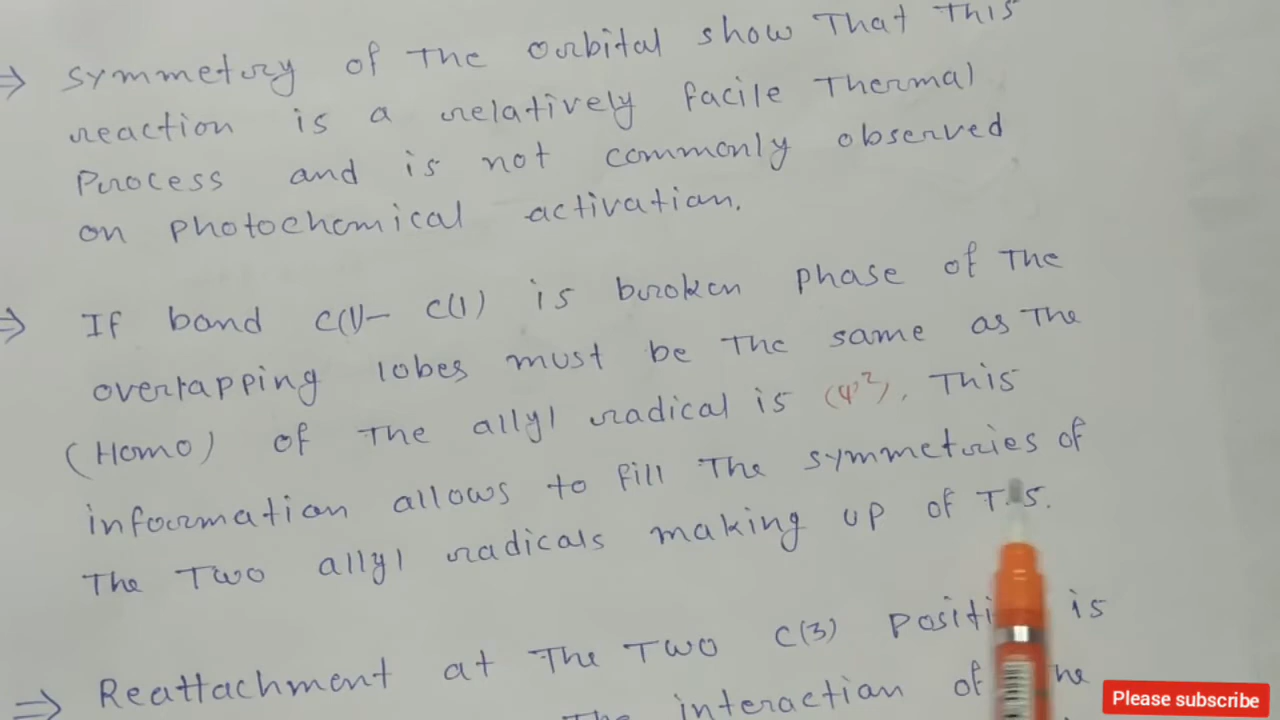 ⇒ Symmetry of The orbital show That This
reaction is a relatively facile Thermal
Process and is not commonly observed
on photochemical activation.
⇒ If bond C(1)- C(1) is broken phase of The
overlapping lobes must be The same as The
(Homo) of The allyl radical is (ψ²). This
information allows to fill The symmetries of
The Two allyl radicals making up of T.S.
⇒ Reattachment at The Two C(3) is
The interaction of
Please subscribe